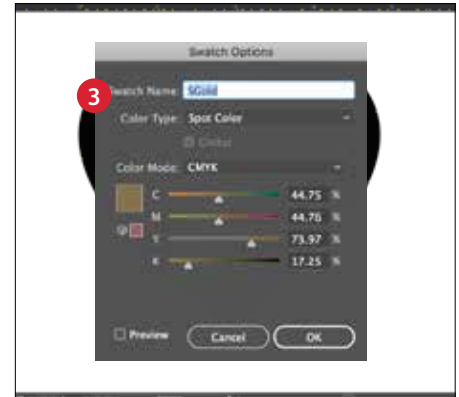 Swatch Options
3
Swatch Name: SGold
Color Type: Spot Color
Global
Color Mode: CMYK
C 44.75 %
M 44.76 %
Y 73.97 %
K 17.25 %
Preview Cancel OK